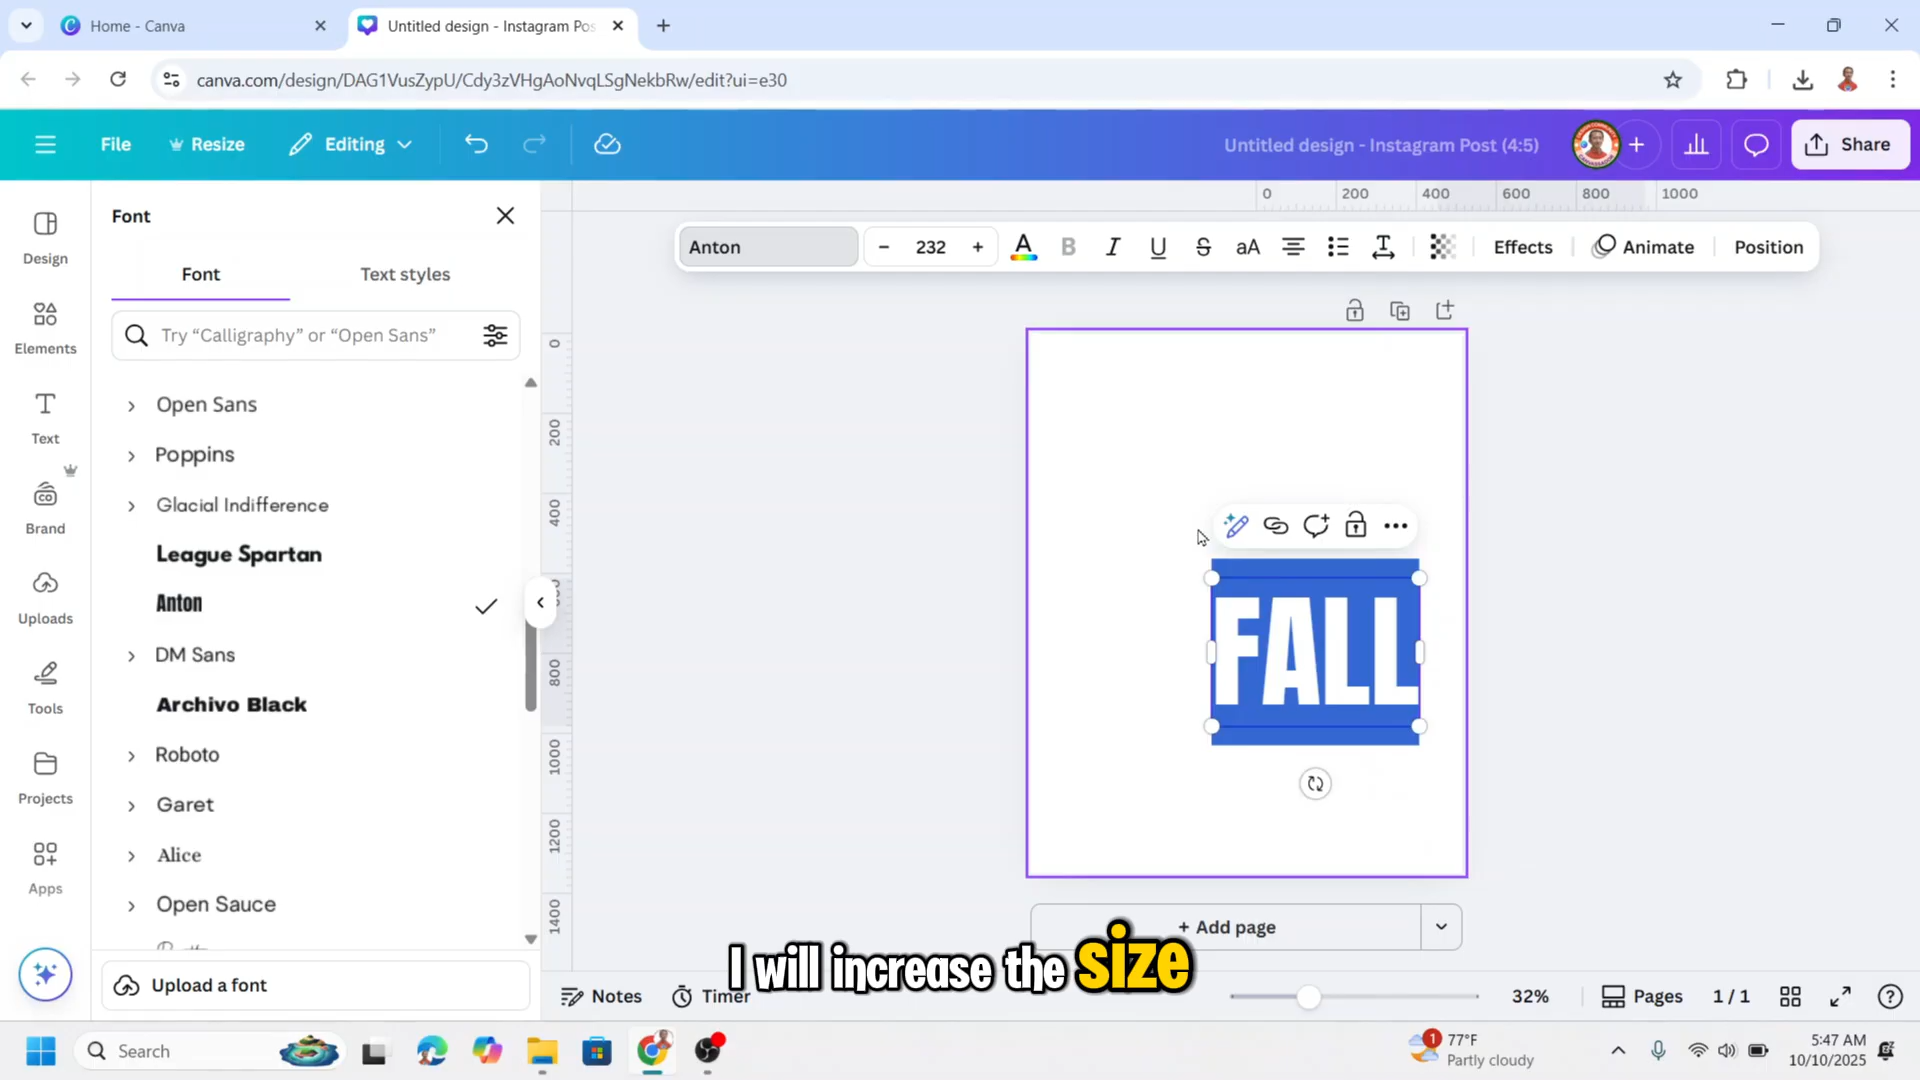 Home - Canva
Untitled design - Instagram Pos
canva.com/design/DAG1VusZypU/Cdy3zVHgAoNvqLSgNekbRw/edit?ui=e30
File
Resize
Editing
Untitled design - Instagram Post (4:5)
Share
Design
Elements
Text
Brand
Uploads
Tools
Projects
Apps
Font
Font
Text styles
Try “Calligraphy” or “Open Sans”
Open Sans
Poppins
Glacial Indifference
League Spartan
Anton
DM Sans
Archivo Black
Roboto
Garet
Alice
Open Sauce
Upload a font
0 200 400 600 800 1000
Anton
232
A
B
I
U
S
aA
Effects
Animate
Position
0
200
400
800
1000
1200
1400
FALL
+ Add page
I will increase the size
Notes
Timer
32%
Pages
1 / 1
Search
1
77°F
Partly cloudy
5:47 AM
10/10/2025